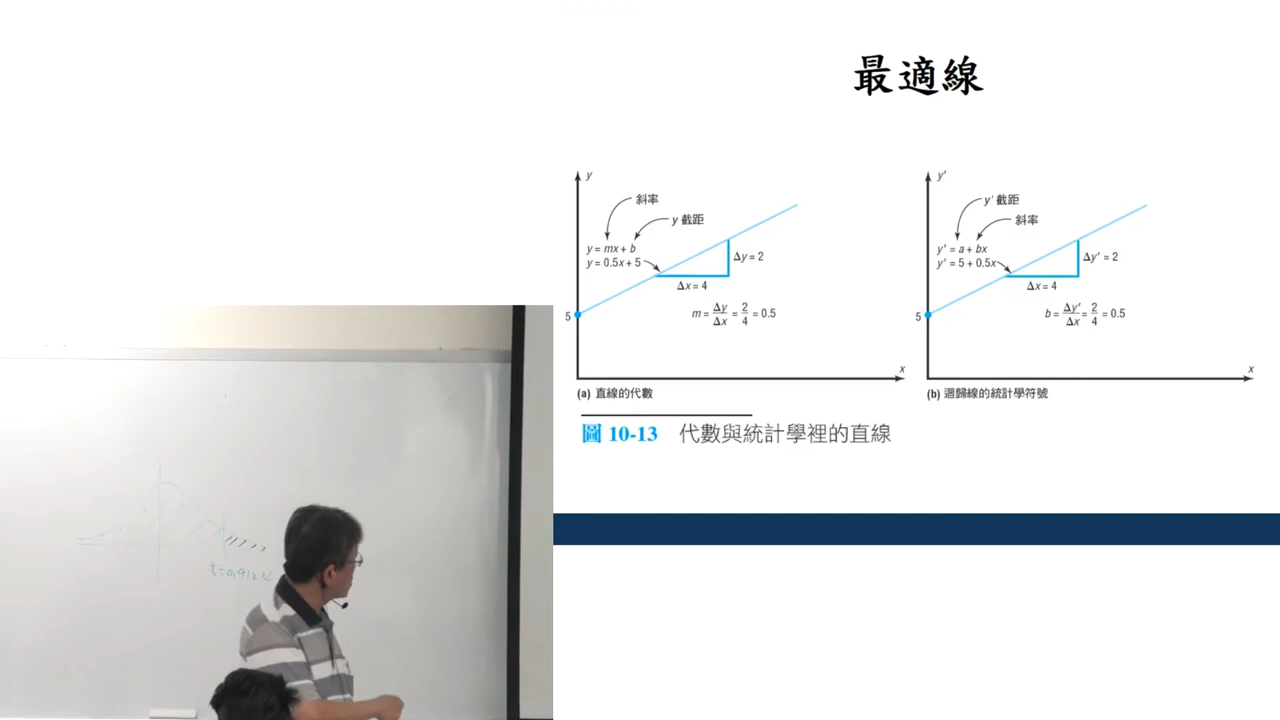 最適線
y
斜率
y 截距
y = mx + b
y = 0.5x + 5
Δy = 2
Δx = 4
m = Δy/Δx = 2/4 = 0.5
5
x
(a) 直線的代數
y′
y′ 截距
斜率
y′ = a + bx
y′ = 5 + 0.5x
Δy′ = 2
Δx = 4
b = Δy′/Δx = 2/4 = 0.5
5
x
(b) 迴歸線的統計學符號
圖 10-13 代數與統計學裡的直線